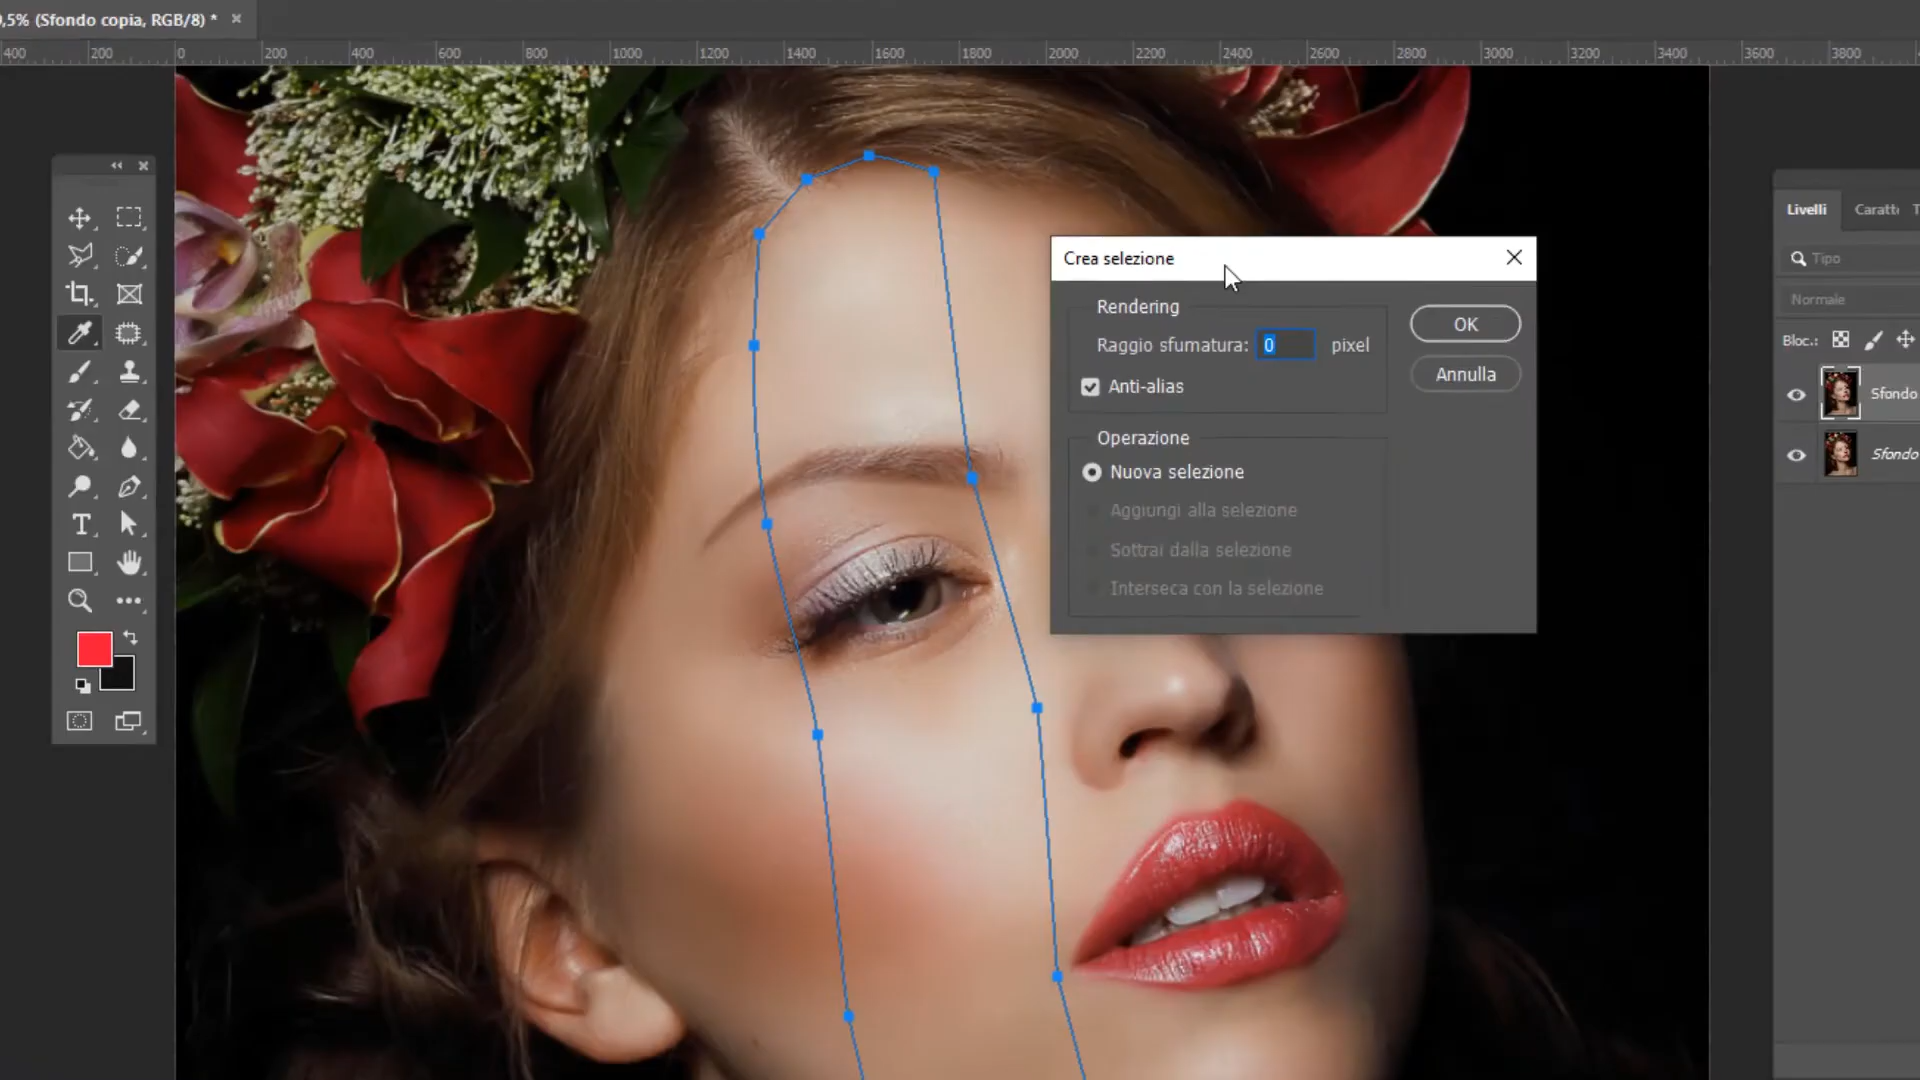 ,5% (Sfondo copia, RGB/8) *
400 200 0 200 400 600 800 1000 1200 1400 1600 1800 2000 2200 2400 2600 2800 3000 3200 3400 3600 3800
Livelli Caratt T
Tipo
Normale
Bloc.:
Sfondo
Sfondo
Crea selezione
Rendering
Raggio sfumatura: 0 pixel
Anti-alias
OK
Annulla
Operazione
Nuova selezione
Aggiungi alla selezione
Sottrai dalla selezione
Interseca con la selezione